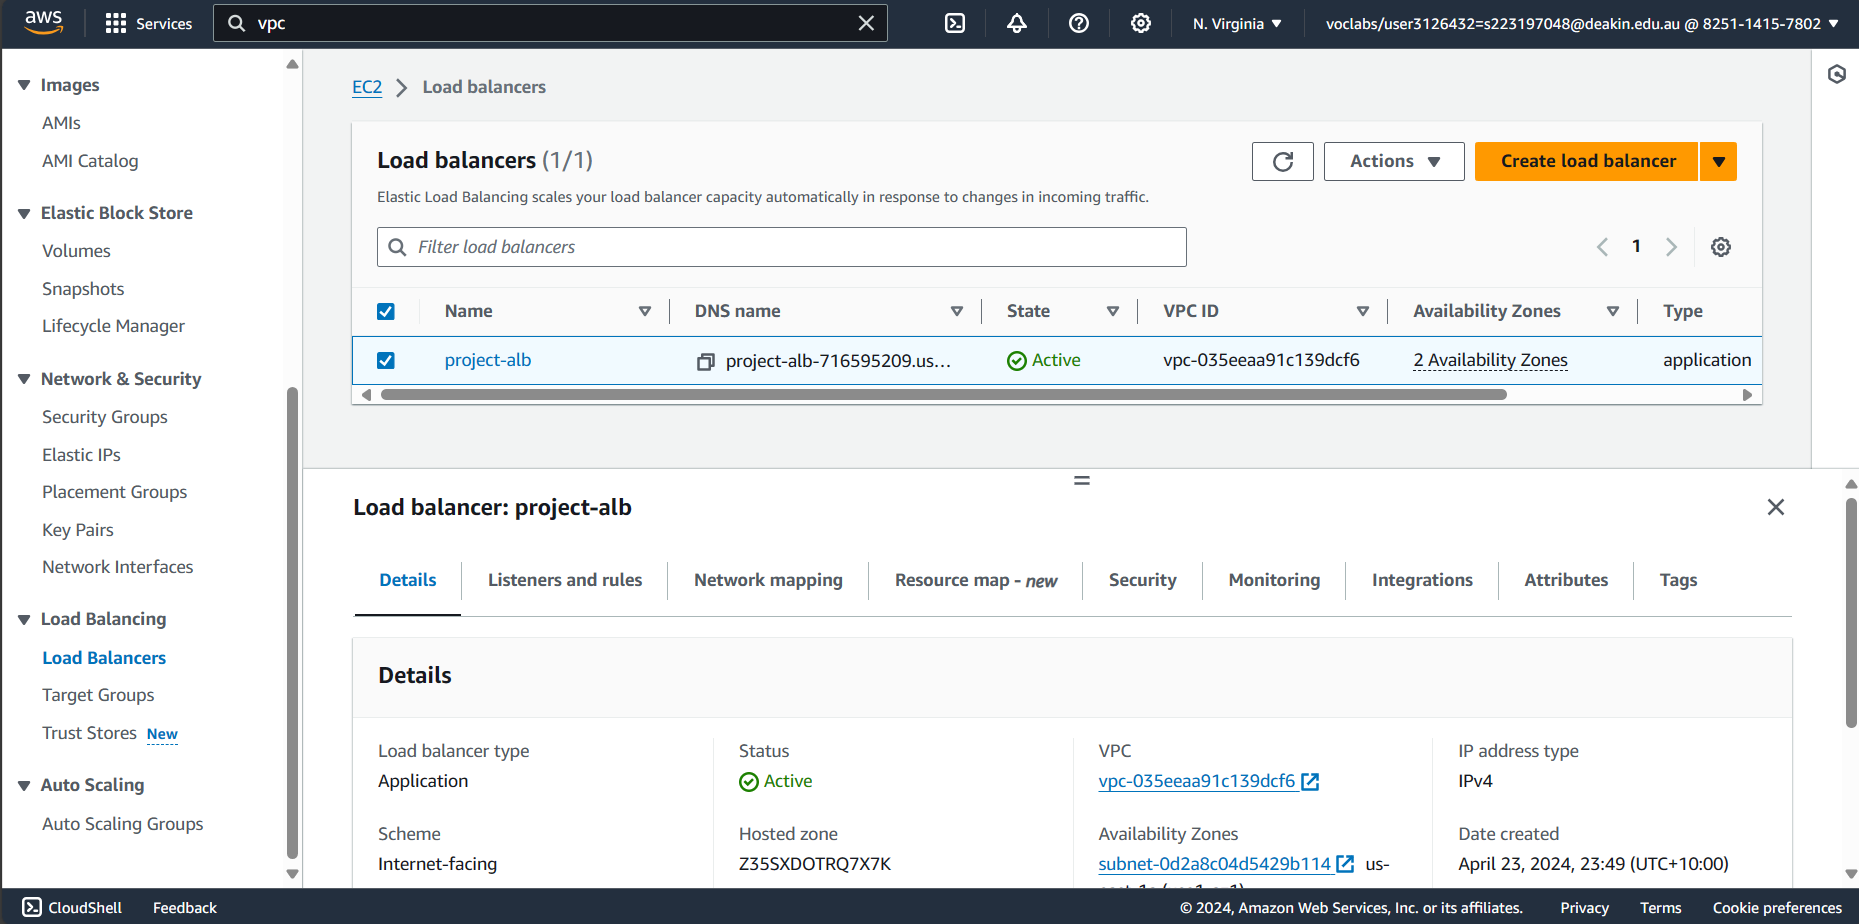 aws
Services
vpc
N. Virginia
voclabs/user3126432=s223197048@deakin.edu.au @ 8251-1415-7802
Images
AMIs
AMI Catalog
Elastic Block Store
Volumes
Snapshots
Lifecycle Manager
Network & Security
Security Groups
Elastic IPs
Placement Groups
Key Pairs
Network Interfaces
Load Balancing
Load Balancers
Target Groups
Trust Stores New
Auto Scaling
Auto Scaling Groups
EC2 Load balancers
Load balancers (1/1)
Actions
Create load balancer
Elastic Load Balancing scales your load balancer capacity automatically in response to changes in incoming traffic.
Filter load balancers
1
Name DNS name State VPC ID Availability Zones Type
project-alb project-alb-716595209.us... Active vpc-035eeaa91c139dcf6 2 Availability Zones application
Load balancer: project-alb
Details Listeners and rules Network mapping Resource map - new Security Monitoring Integrations Attributes Tags
Details
Load balancer type
Application
Status
Active
VPC
vpc-035eeaa91c139dcf6
IP address type
IPv4
Scheme
Internet-facing
Hosted zone
Z35SXDOTRQ7X7K
Availability Zones
subnet-0d2a8c04d5429b114 us-
Date created
April 23, 2024, 23:49 (UTC+10:00)
CloudShell Feedback
© 2024, Amazon Web Services, Inc. or its affiliates. Privacy Terms Cookie preferences